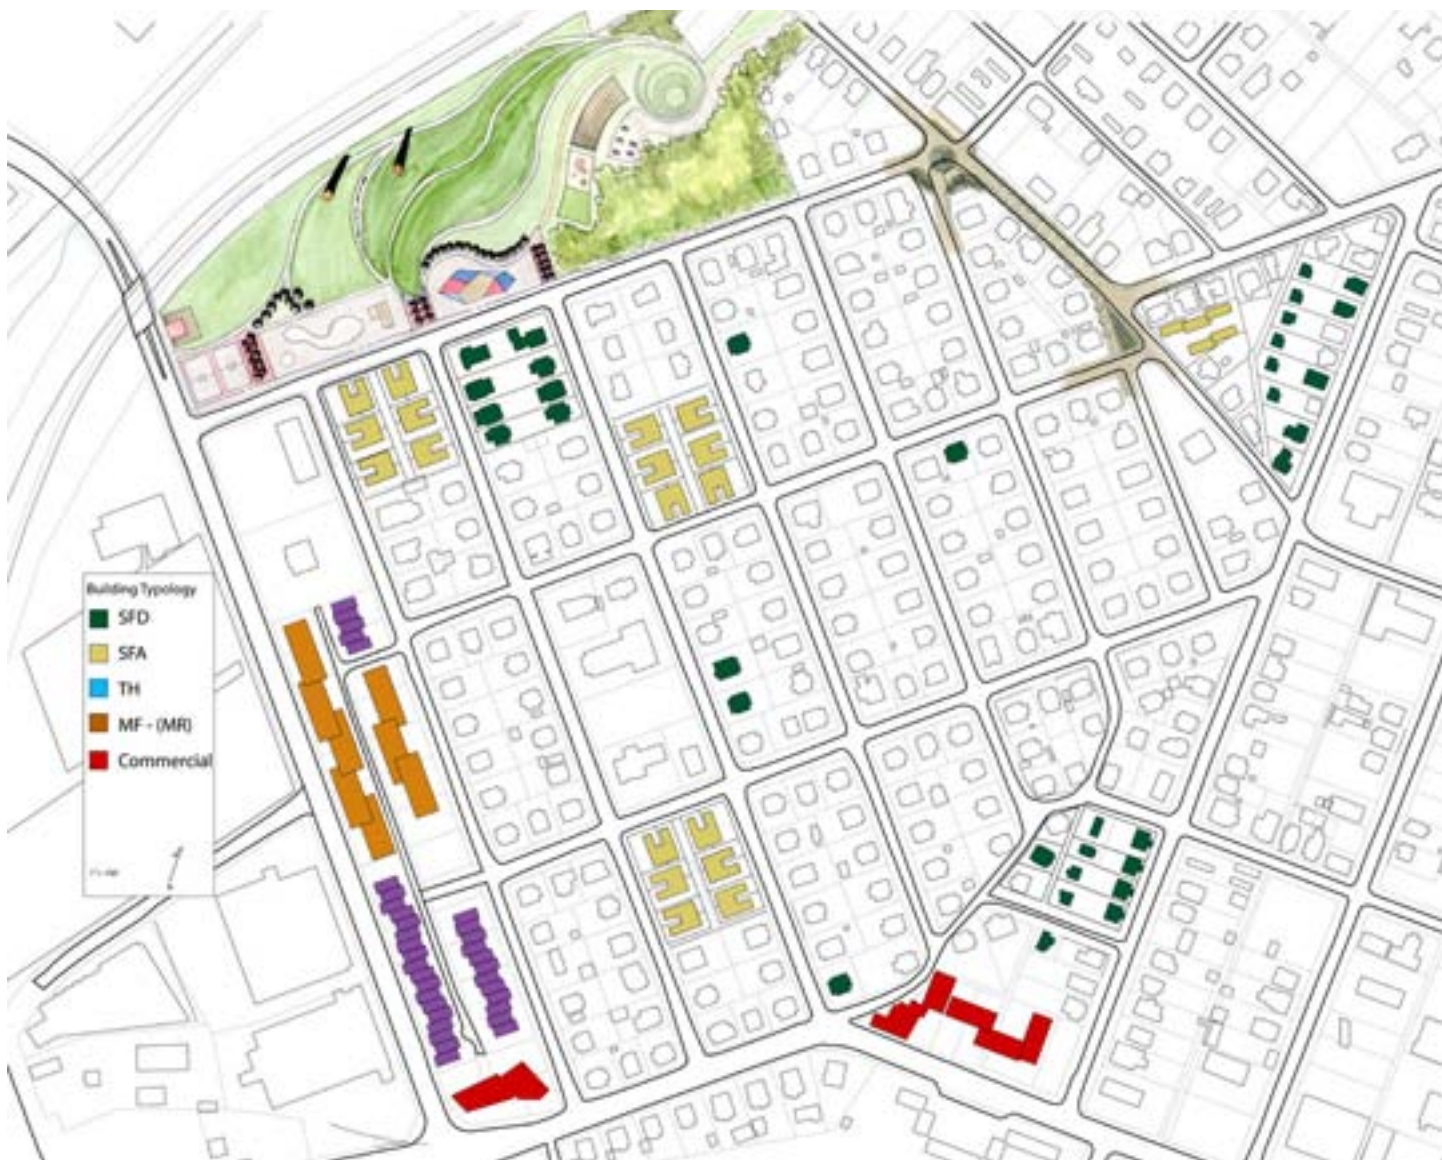 Building Typology
SFD
SFA
TH
MF - (MR)
Commercial